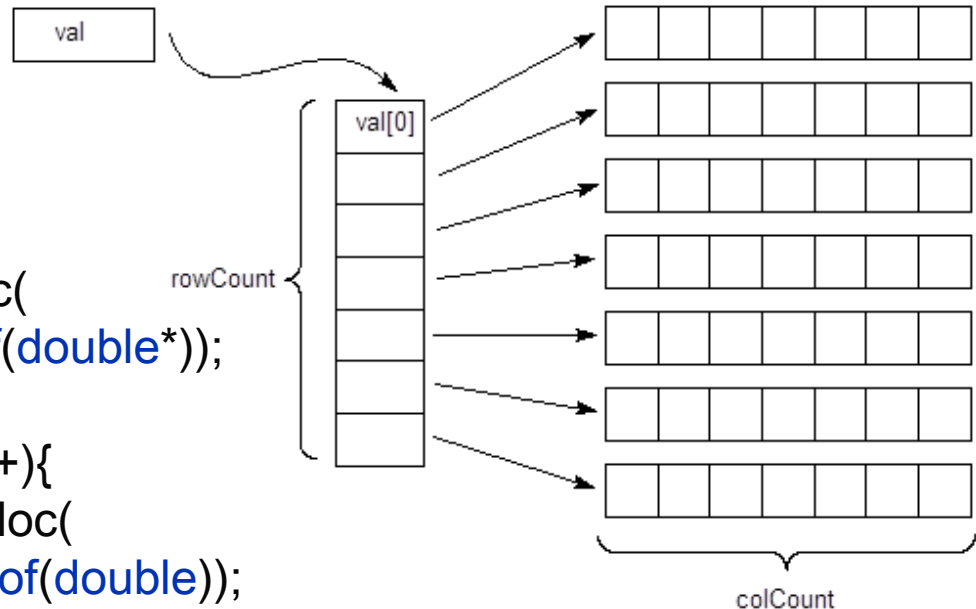 val
val[0]
rowCount
c(
(double*));
+){
loc(
of(double));
colCount